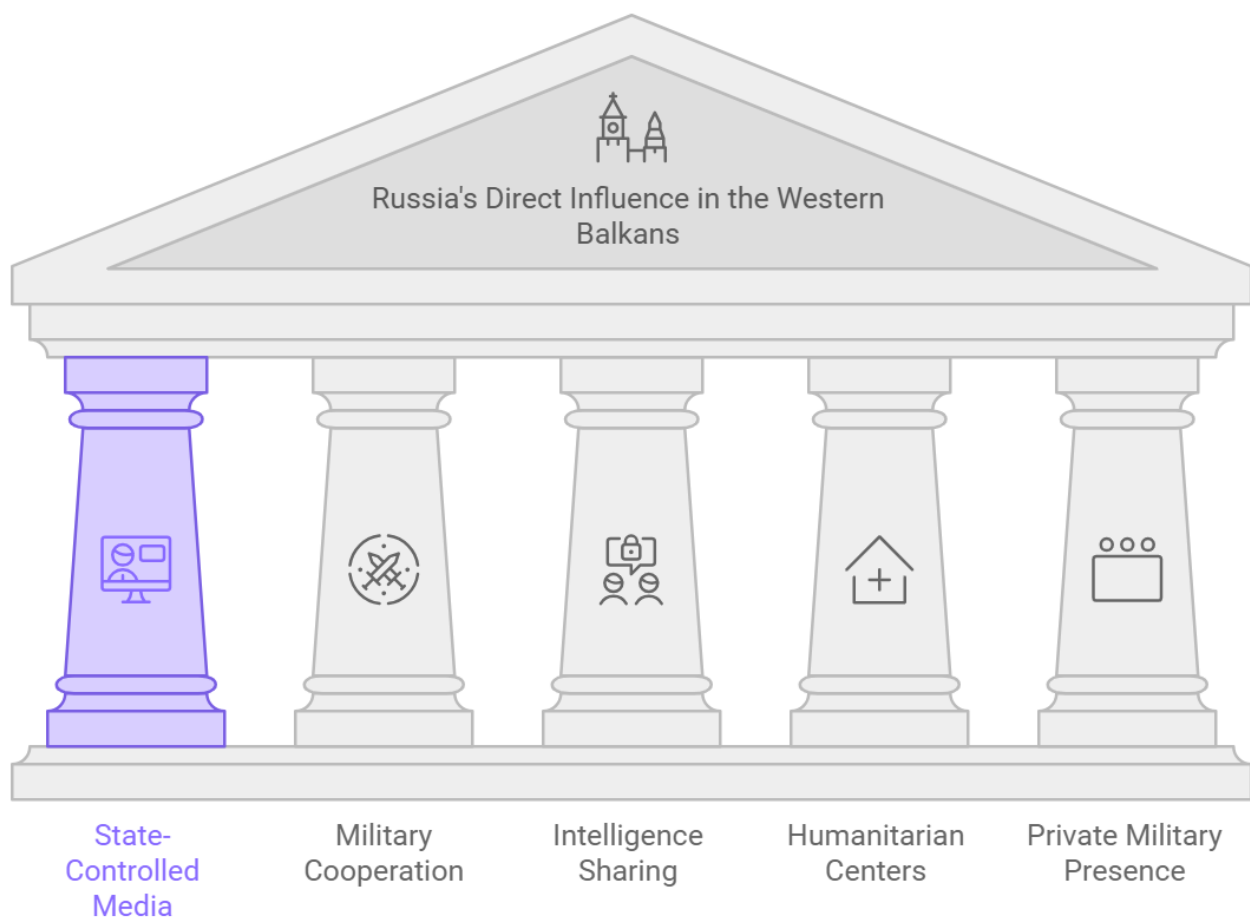 Russia's Direct Influence in the Western
Balkans
State-
Controlled
Media
Military
Cooperation
Intelligence
Sharing
Humanitarian
Centers
Private Military
Presence